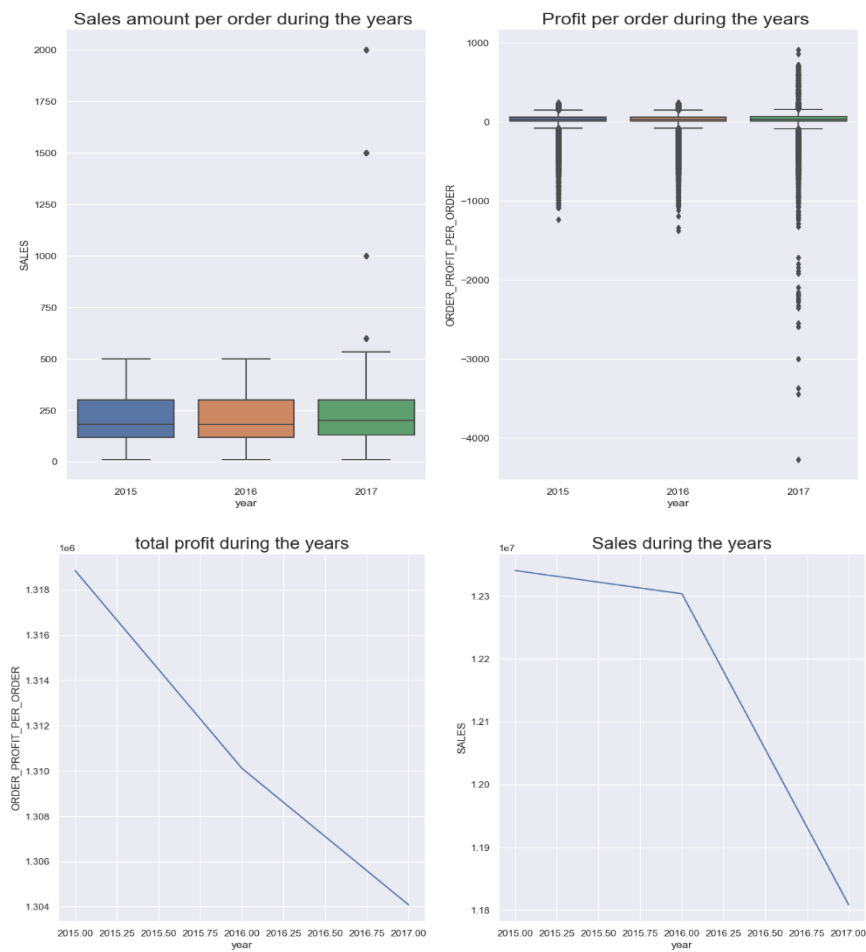 Sales amount per order during the years
2000
1750
1500
1250
1000
750
500
250
0
SALES
2015
2016
2017
year
Profit per order during the years
1000
0
−1000
−2000
−3000
−4000
ORDER_PROFIT_PER_ORDER
2015
2016
2017
year
total profit during the years
1e6
1.318
1.316
1.314
1.312
1.310
1.308
1.306
1.304
ORDER_PROFIT_PER_ORDER
2015.00 2015.25 2015.50 2015.75 2016.00 2016.25 2016.50 2016.75 2017.00
year
Sales during the years
1e7
1.23
1.22
1.21
1.20
1.19
1.18
SALES
2015.00 2015.25 2015.50 2015.75 2016.00 2016.25 2016.50 2016.75 2017.00
year